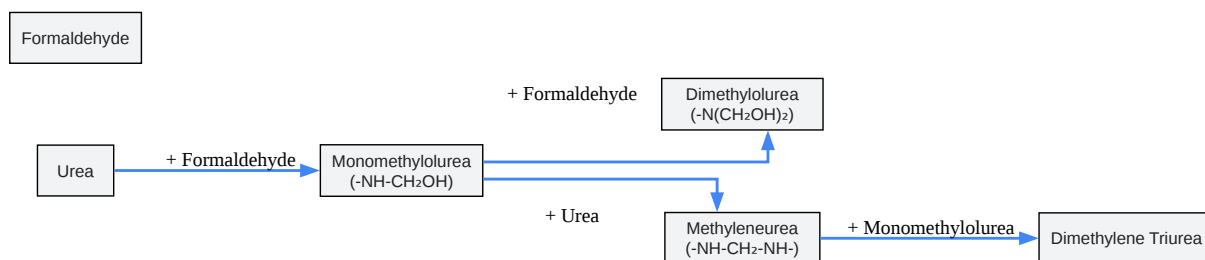 Formaldehyde
+ Formaldehyde
Dimethylolurea
(-N(CH₂OH)₂)
Urea
+ Formaldehyde
Monomethylolurea
(-NH-CH₂OH)
+ Urea
Methyleneurea
(-NH-CH₂-NH-)
+ Monomethylolurea
Dimethylene Triurea